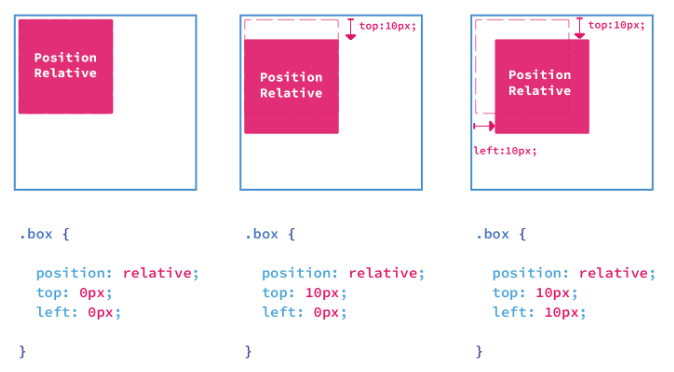 Position
Relative
top:10px;
Position
Relative
top:10px;
Position
Relative
left:10px;
.box {
position: relative;
top: 0px;
left: 0px;
}
.box {
position: relative;
top: 10px;
left: 0px;
}
.box {
position: relative;
top: 10px;
left: 10px;
}